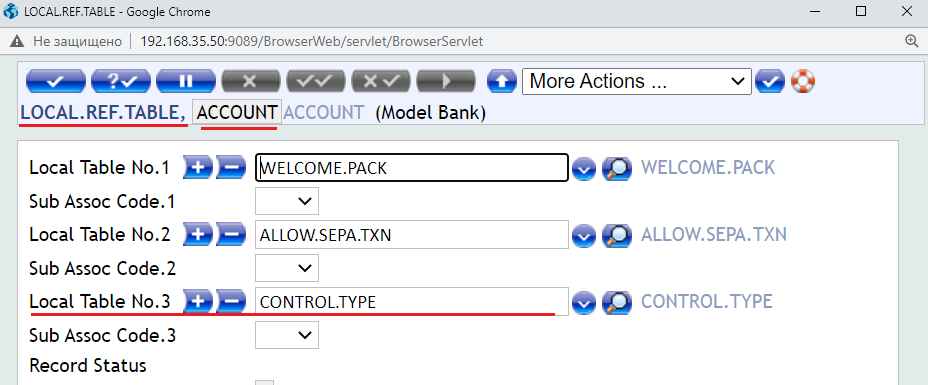 LOCAL.REF.TABLE - Google Chrome
Не защищено 192.168.35.50:9089/BrowserWeb/servlet/BrowserServlet
More Actions ...
LOCAL.REF.TABLE, ACCOUNT ACCOUNT (Model Bank)
Local Table No.1 WELCOME.PACK WELCOME.PACK
Sub Assoc Code.1
Local Table No.2 ALLOW.SEPA.TXN ALLOW.SEPA.TXN
Sub Assoc Code.2
Local Table No.3 CONTROL.TYPE CONTROL.TYPE
Sub Assoc Code.3
Record Status